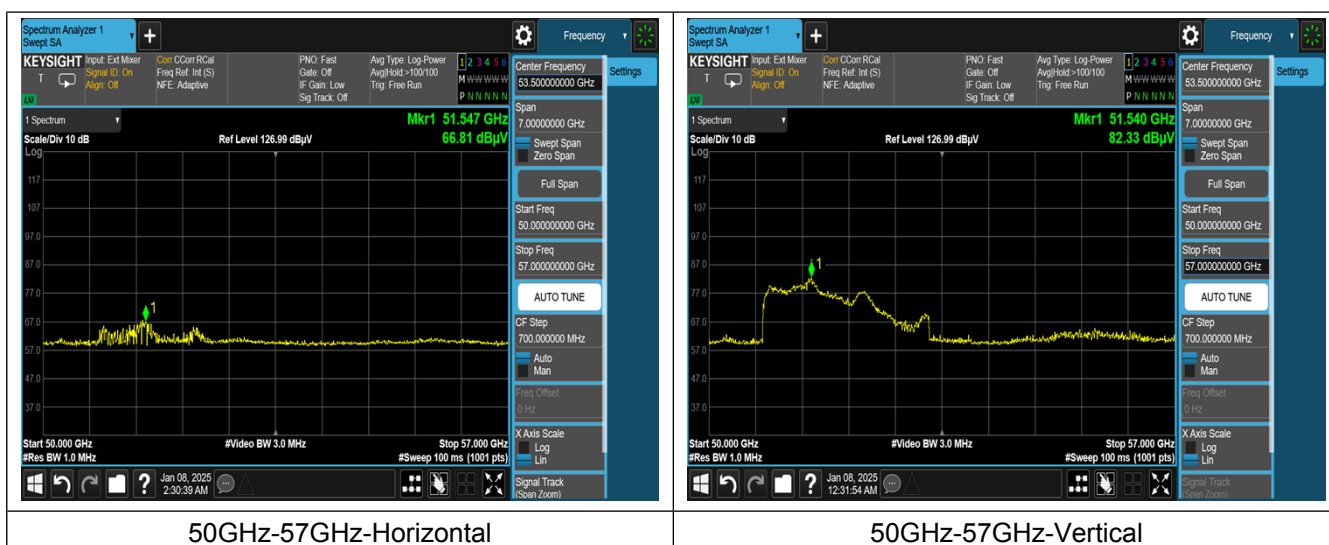 Spectrum Analyzer 1
Swept SA
+
Frequency
KEYSIGHT
T
LXI
Input: Ext Mixer
Signal ID: On
Align: Off
Corr CCorr RCal
Freq Ref: Int (S)
NFE: Adaptive
PNO: Fast
Gate: Off
IF Gain: Low
Sig Track: Off
Avg Type: Log-Power
Avg|Hold:>100/100
Trig: Free Run
1 2 3 4 5 6
M W W W W W
P N N N N N
1 Spectrum
Scale/Div 10 dB
Log
Ref Level 126.99 dBµV
Mkr1 51.547 GHz
66.81 dBµV
117
107
97.0
87.0
77.0
67.0
57.0
47.0
37.0
1
Start 50.000 GHz
#Res BW 1.0 MHz
#Video BW 3.0 MHz
Stop 57.000 GHz
#Sweep 100 ms (1001 pts)
Center Frequency
53.500000000 GHz
Settings
Span
7.00000000 GHz
Swept Span
Zero Span
Full Span
Start Freq
50.000000000 GHz
Stop Freq
57.000000000 GHz
AUTO TUNE
CF Step
700.000000 MHz
Auto
Man
Freq Offset
0 Hz
X Axis Scale
Log
Lin
Signal Track
(Span Zoom)
?
Jan 08, 2025
2:30:39 AM
50GHz-57GHz-Horizontal
Spectrum Analyzer 1
Swept SA
+
Frequency
KEYSIGHT
T
LXI
Input: Ext Mixer
Signal ID: On
Align: Off
Corr CCorr RCal
Freq Ref: Int (S)
NFE: Adaptive
PNO: Fast
Gate: Off
IF Gain: Low
Sig Track: Off
Avg Type: Log-Power
Avg|Hold:>100/100
Trig: Free Run
1 2 3 4 5 6
M W W W W W
P N N N N N
1 Spectrum
Scale/Div 10 dB
Log
Ref Level 126.99 dBµV
Mkr1 51.540 GHz
82.33 dBµV
117
107
97.0
87.0
77.0
67.0
57.0
47.0
37.0
1
Start 50.000 GHz
#Res BW 1.0 MHz
#Video BW 3.0 MHz
Stop 57.000 GHz
#Sweep 100 ms (1001 pts)
Center Frequency
53.500000000 GHz
Settings
Span
7.00000000 GHz
Swept Span
Zero Span
Full Span
Start Freq
50.000000000 GHz
Stop Freq
57.000000000 GHz
AUTO TUNE
CF Step
700.000000 MHz
Auto
Man
Freq Offset
0 Hz
X Axis Scale
Log
Lin
Signal Track
(Span Zoom)
?
Jan 08, 2025
12:31:54 AM
50GHz-57GHz-Vertical